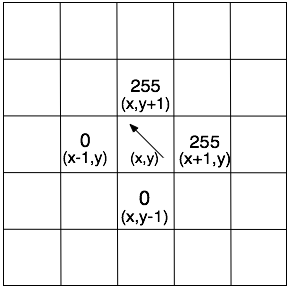 255
(x,y+1)
0
(x-1,y)
(x,y)
255
(x+1,y)
0
(x,y-1)